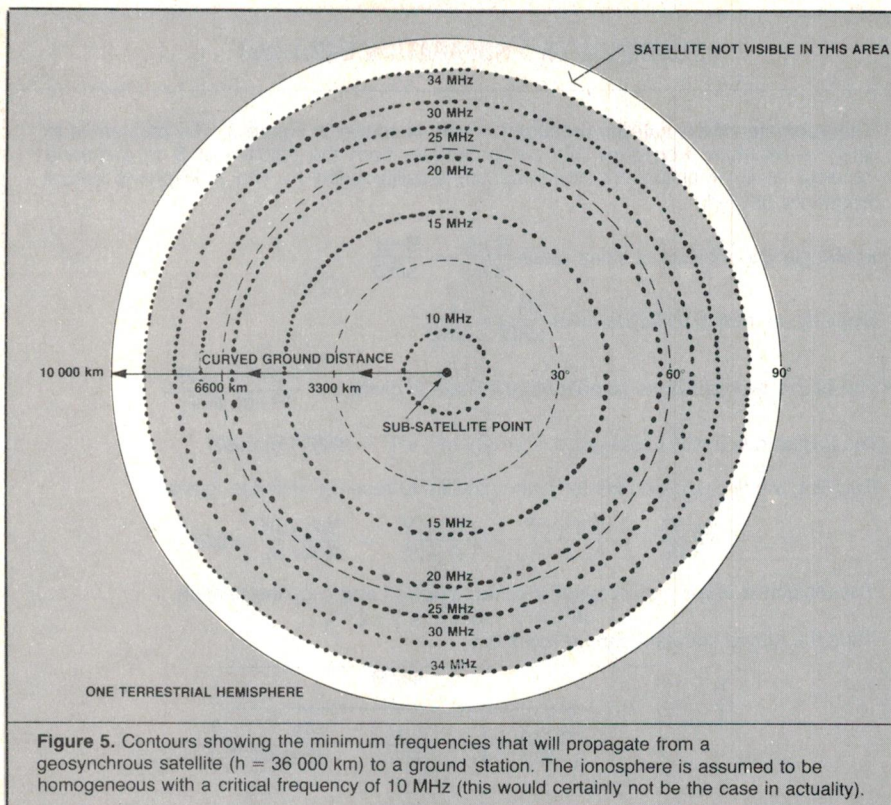 SATELLITE NOT VISIBLE IN THIS AREA
34 MHz
30 MHz
25 MHz
20 MHz
15 MHz
10 MHz
CURVED GROUND DISTANCE
10 000 km
6600 km
3300 km
30°
60°
90°
SUB-SATELLITE POINT
15 MHz
20 MHz
25 MHz
30 MHz
34 MHz
ONE TERRESTRIAL HEMISPHERE
Figure 5. Contours showing the minimum frequencies that will propagate from a
geosynchrous satellite (h = 36 000 km) to a ground station. The ionosphere is assumed to be
homogeneous with a critical frequency of 10 MHz (this would certainly not be the case in actuality).